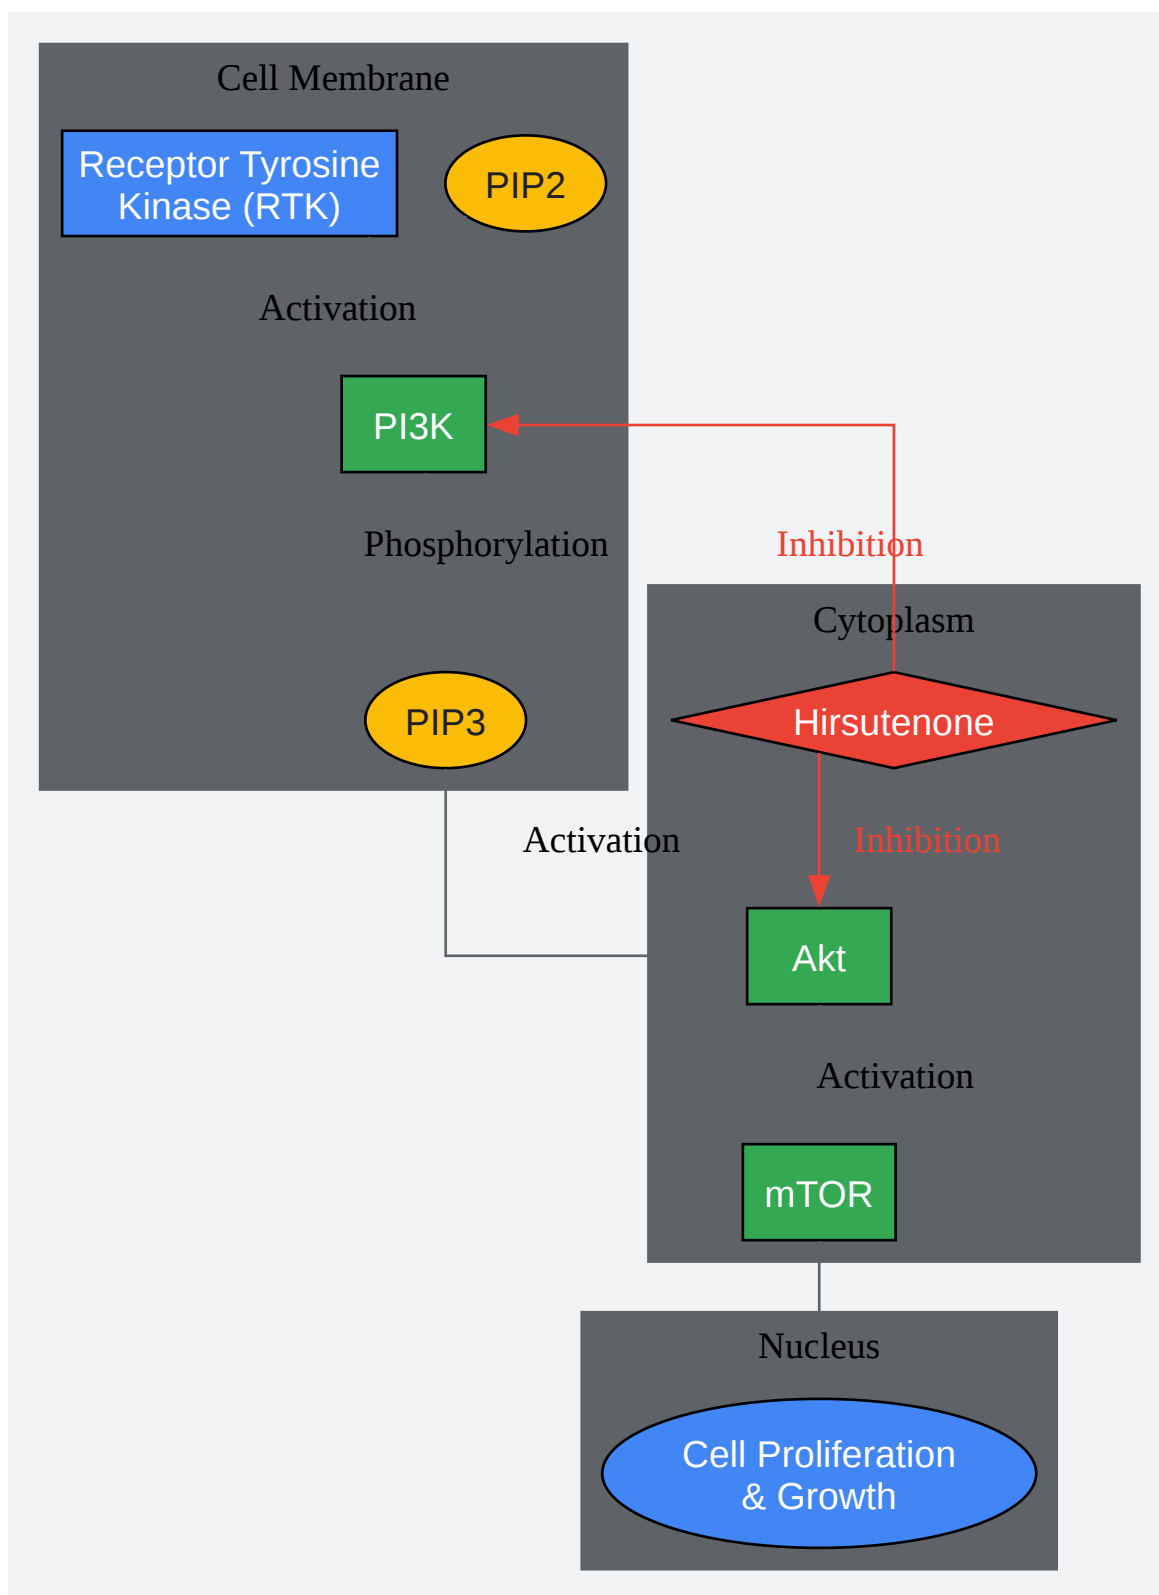 Cell Membrane
Receptor Tyrosine
Kinase (RTK)
PIP2
Activation
PI3K
Phosphorylation
Inhibition
Cytoplasm
PIP3
Hirsutenone
Activation
Inhibition
Akt
Activation
mTOR
Nucleus
Cell Proliferation
& Growth